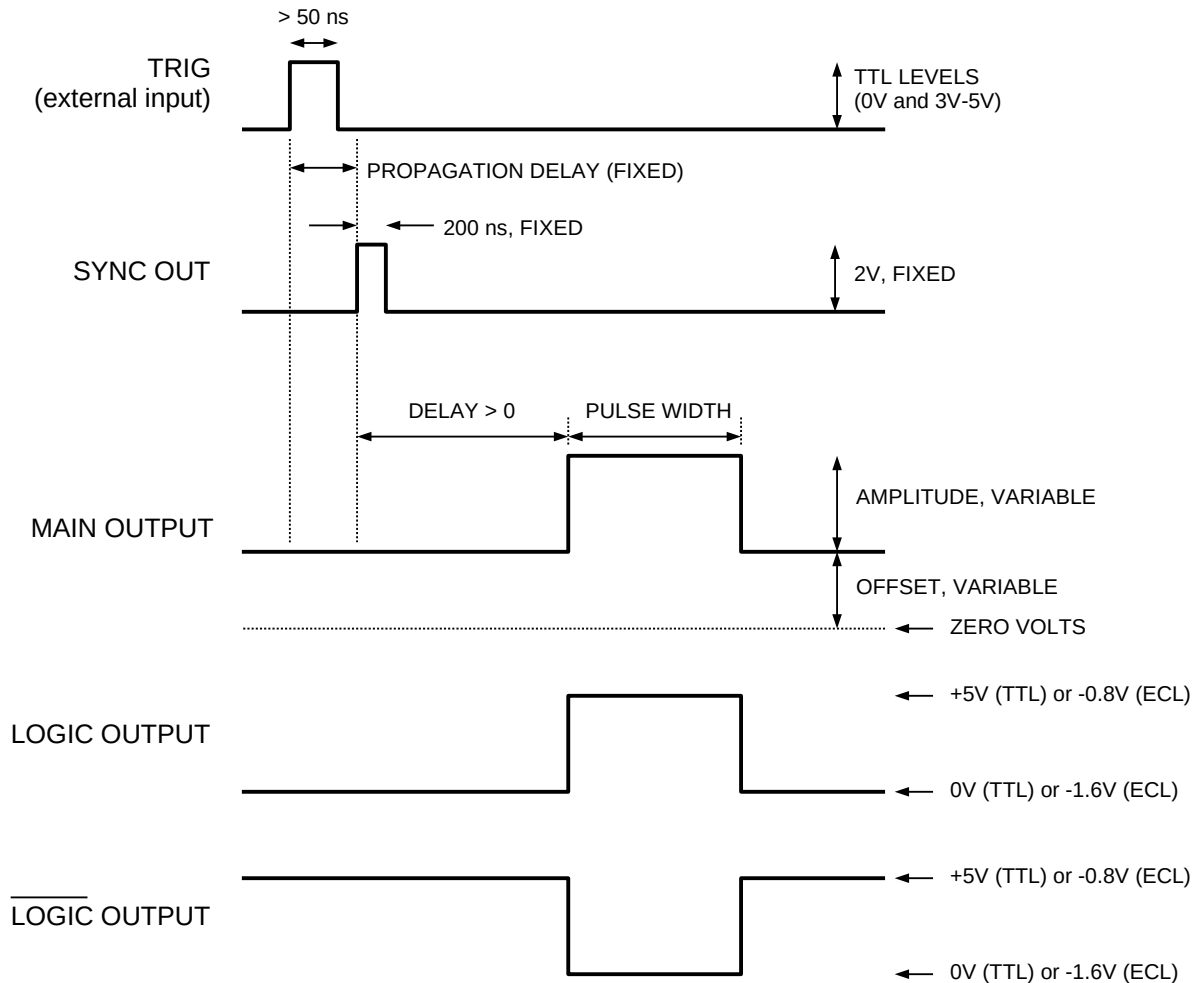 > 50 ns
TRIG
(external input)
TTL LEVELS
(0V and 3V-5V)
PROPAGATION DELAY (FIXED)
200 ns, FIXED
SYNC OUT
2V, FIXED
DELAY > 0
PULSE WIDTH
MAIN OUTPUT
AMPLITUDE, VARIABLE
OFFSET, VARIABLE
ZERO VOLTS
LOGIC OUTPUT
+5V (TTL) or -0.8V (ECL)
0V (TTL) or -1.6V (ECL)
L̅O̅G̅I̅C̅ OUTPUT
+5V (TTL) or -0.8V (ECL)
0V (TTL) or -1.6V (ECL)